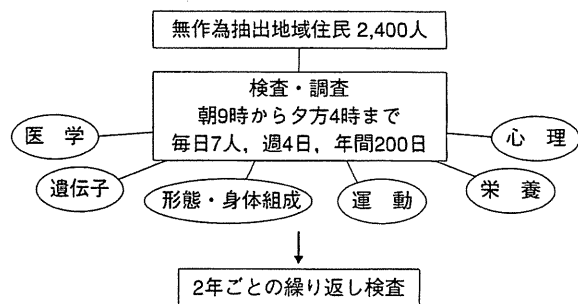 無作為抽出地域住民 2,400人
検査・調査
朝9時から夕方4時まで
毎日7人，週4日，年間200日
医 学
心 理
遺伝子
形態・身体組成
運 動
栄 養
2年ごとの繰り返し検査